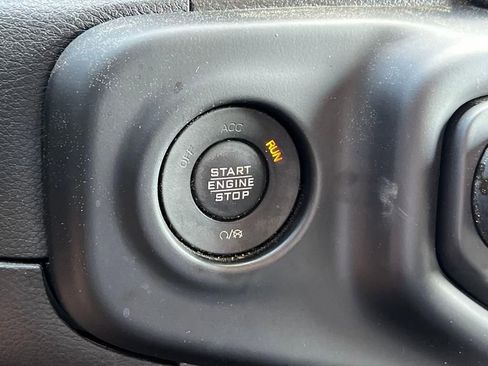 OFF
ACC
RUN
START
ENGINE
STOP